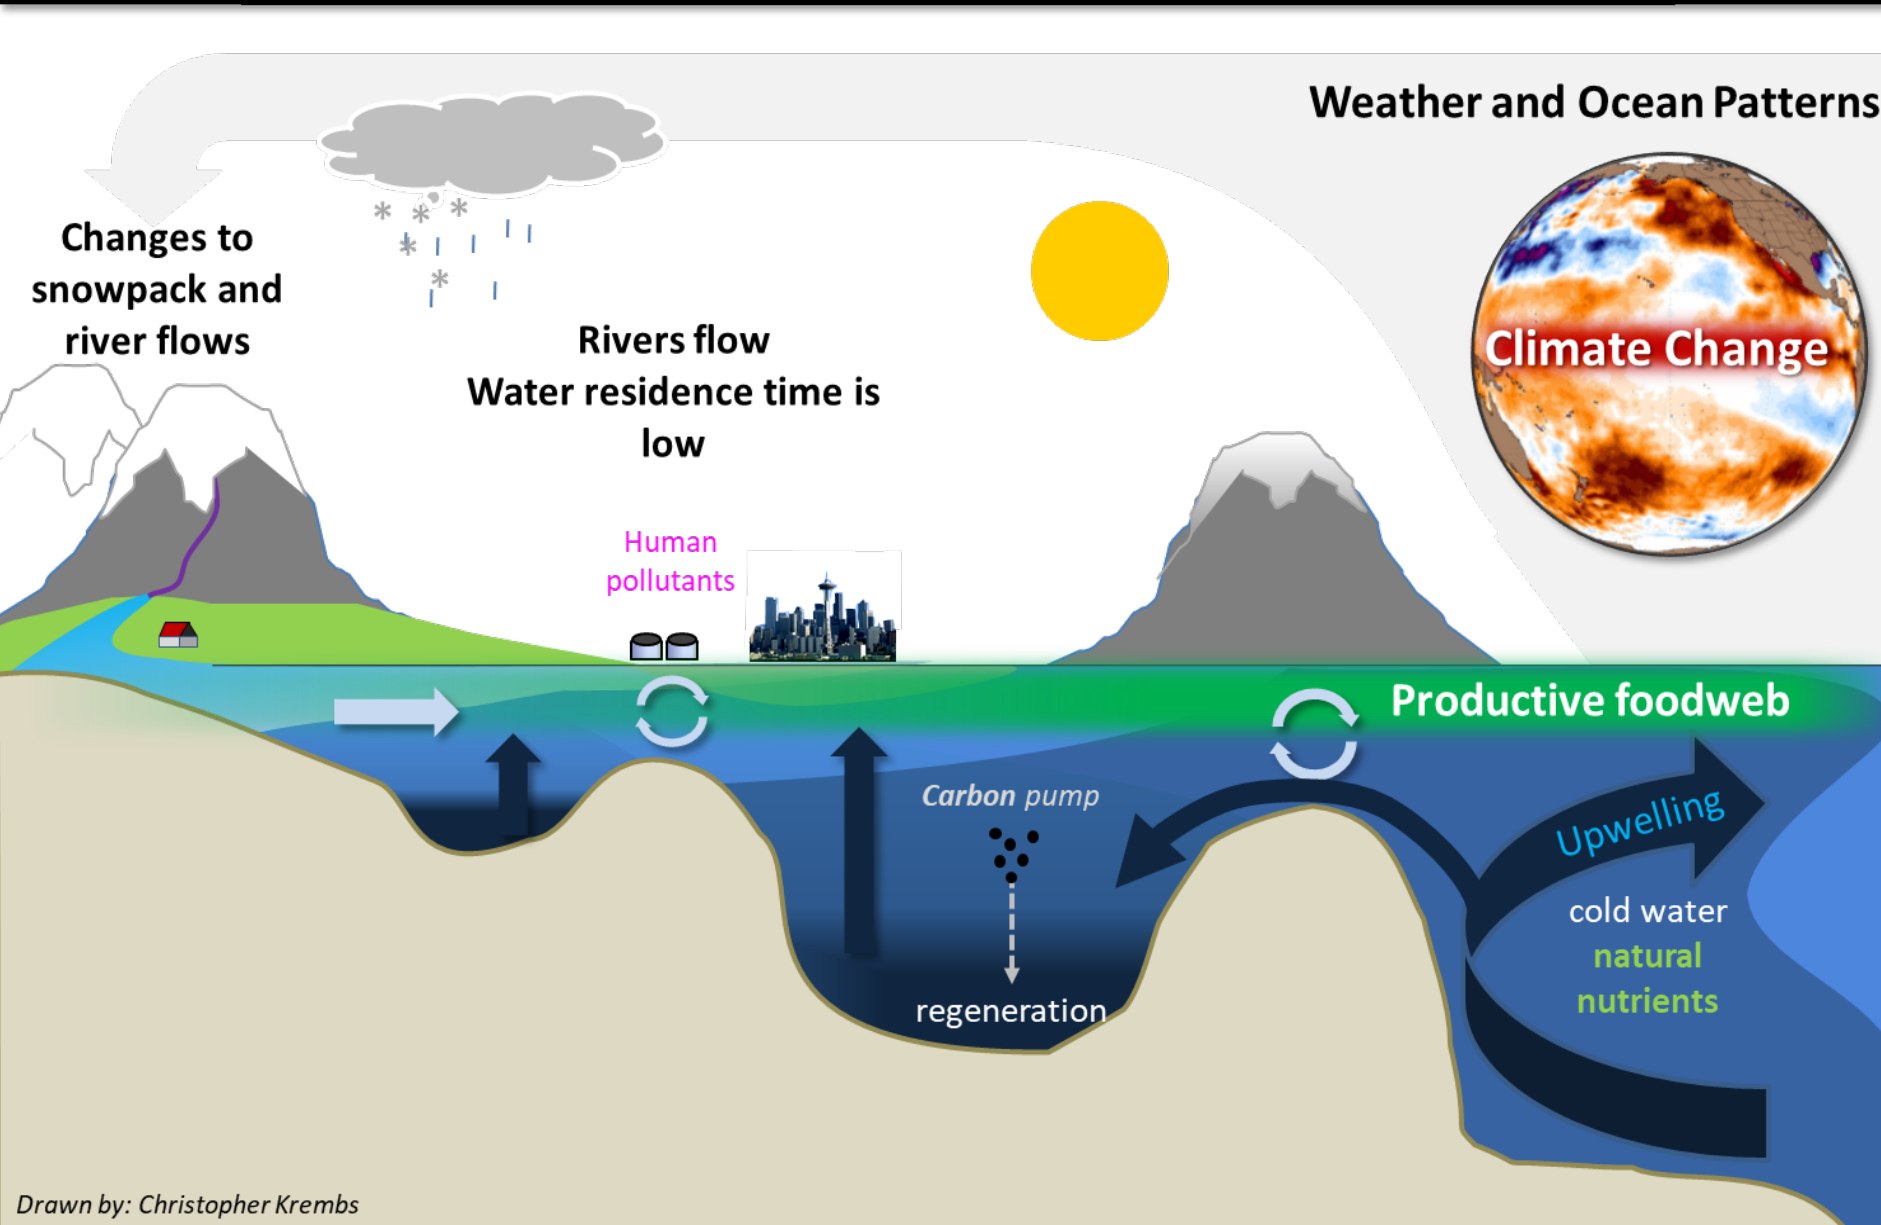 Weather and Ocean Patterns
Changes to
snowpack and
river flows
Rivers flow
Water residence time is
low
Climate Change
Human
pollutants
Productive foodweb
Carbon pump
Upwelling
cold water
natural
nutrients
regeneration
Drawn by: Christopher Krembs